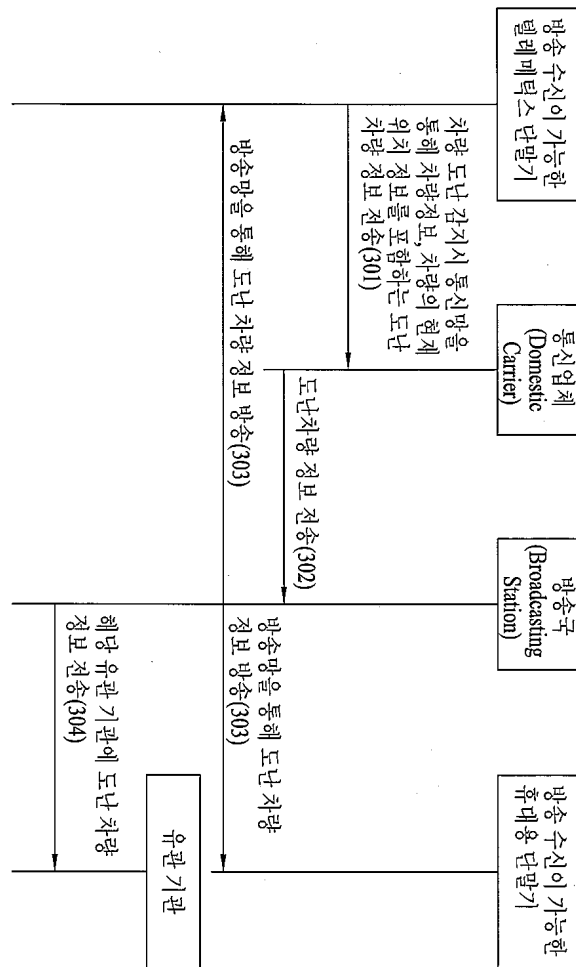 방송 수신이 가능한
텔레메틱스 단말기
통신업체
(Domestic
Carrier)
방송국
(Broadcasting
Station)
방송 수신이 가능한
휴대용 단말기
차량 도난 감지시 통신망을
통해 차량정보, 차량의 현재
위치 정보를 포함하는 도난
차량 정보 전송(301)
도난차량 정보 전송(302)
방송망을 통해 도난 차량 정보 방송(303)
방송망을 통해 도난 차량
정보 방송(303)
유관 기관
해당 유관 기관에 도난 차량
정보 전송(304)